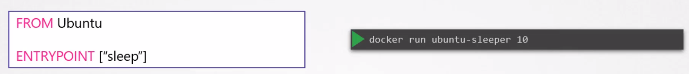 FROM Ubuntu
ENTRYPOINT ["sleep"]
docker run ubuntu-sleeper 10